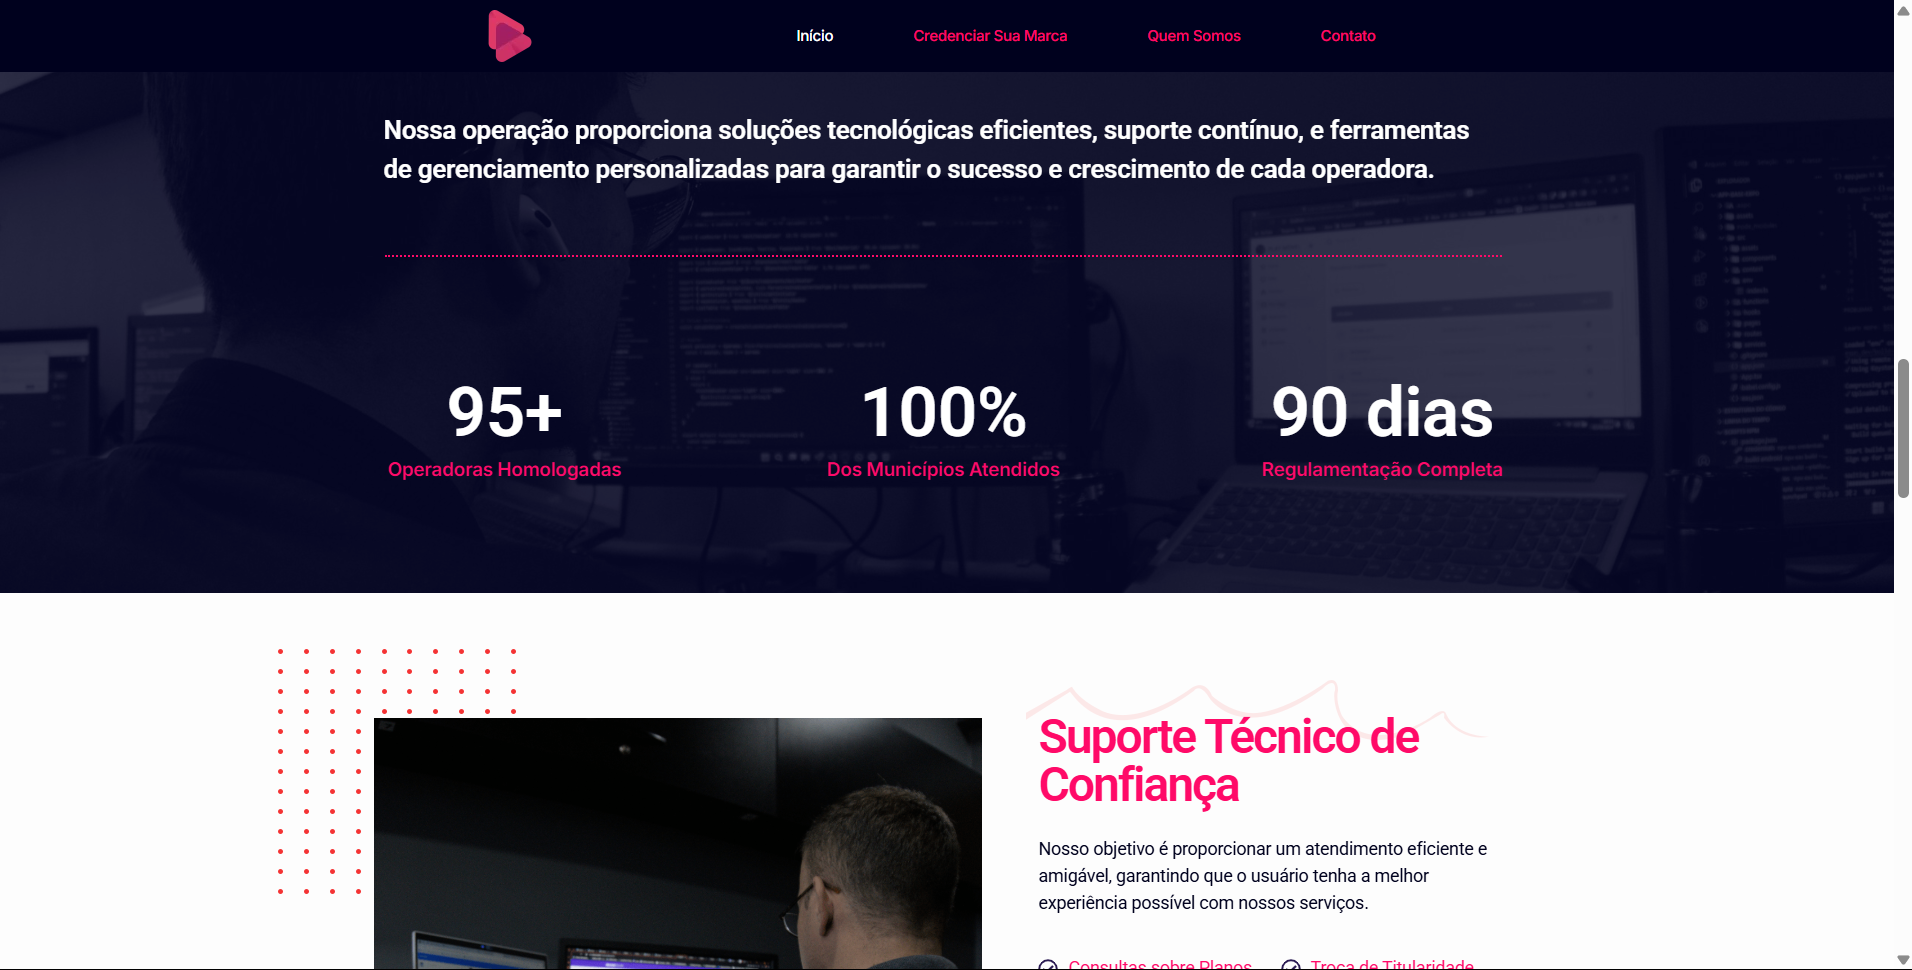 Início Credenciar Sua Marca Quem Somos Contato
Nossa operação proporciona soluções tecnológicas eficientes, suporte contínuo, e ferramentas
de gerenciamento personalizadas para garantir o sucesso e crescimento de cada operadora.
95+ 100% 90 dias
Operadoras Homologadas Dos Municípios Atendidos Regulamentação Completa
Suporte Técnico de
Confiança
Nosso objetivo é proporcionar um atendimento eficiente e
amigável, garantindo que o usuário tenha a melhor
experiência possível com nossos serviços.
Consultas sobre Planos Troca de Titularidade